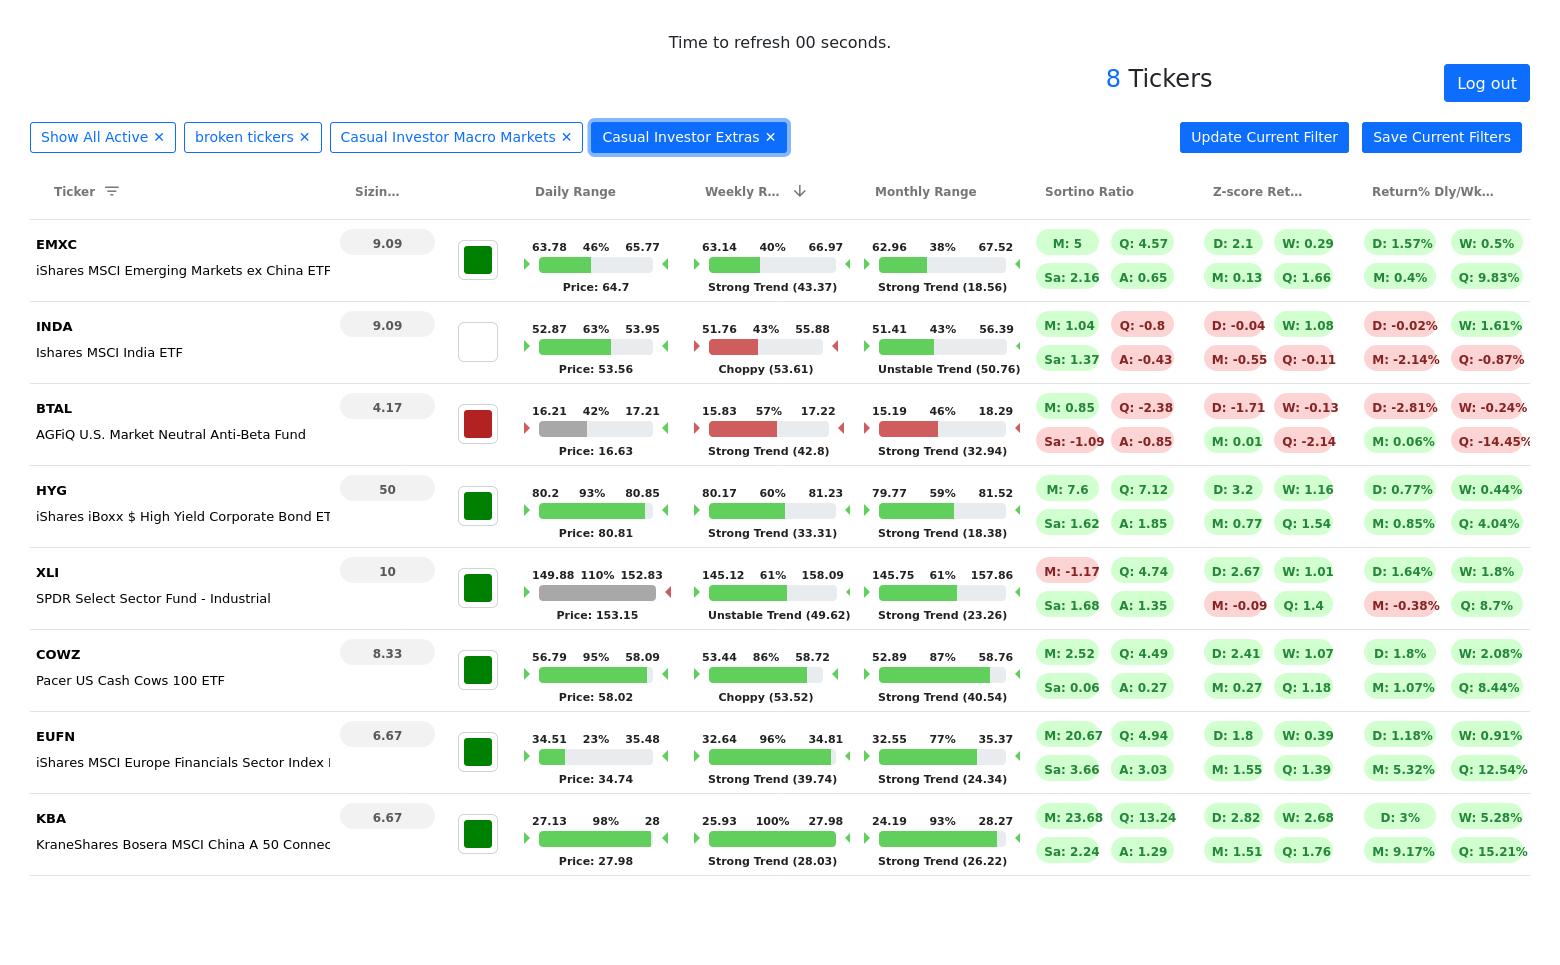 Time to refresh 00 seconds.
8 Tickers
Log out
Show All Active ✕ broken tickers ✕ Casual Investor Macro Markets ✕ Casual Investor Extras ✕ Update Current Filter Save Current Filters
Ticker Sizin... Daily Range Weekly R... Monthly Range Sortino Ratio Z-score Ret... Return% Dly/Wk...
EMXC 9.09 63.78 46% 65.77 63.14 40% 66.97 62.96 38% 67.52 M: 5 Q: 4.57 D: 2.1 W: 0.29 D: 1.57% W: 0.5%
iShares MSCI Emerging Markets ex China ETF Sa: 2.16 A: 0.65 M: 0.13 Q: 1.66 M: 0.4% Q: 9.83%
Price: 64.7 Strong Trend (43.37) Strong Trend (18.56)
INDA 9.09 52.87 63% 53.95 51.76 43% 55.88 51.41 43% 56.39 M: 1.04 Q: -0.8 D: -0.04 W: 1.08 D: -0.02% W: 1.61%
Ishares MSCI India ETF Sa: 1.37 A: -0.43 M: -0.55 Q: -0.11 M: -2.14% Q: -0.87%
Price: 53.56 Choppy (53.61) Unstable Trend (50.76)
BTAL 4.17 16.21 42% 17.21 15.83 57% 17.22 15.19 46% 18.29 M: 0.85 Q: -2.38 D: -1.71 W: -0.13 D: -2.81% W: -0.24%
AGFiQ U.S. Market Neutral Anti-Beta Fund Sa: -1.09 A: -0.85 M: 0.01 Q: -2.14 M: 0.06% Q: -14.45%
Price: 16.63 Strong Trend (42.8) Strong Trend (32.94)
HYG 50 80.2 93% 80.85 80.17 60% 81.23 79.77 59% 81.52 M: 7.6 Q: 7.12 D: 3.2 W: 1.16 D: 0.77% W: 0.44%
iShares iBoxx $ High Yield Corporate Bond ET Sa: 1.62 A: 1.85 M: 0.77 Q: 1.54 M: 0.85% Q: 4.04%
Price: 80.81 Strong Trend (33.31) Strong Trend (18.38)
XLI 10 149.88 110% 152.83 145.12 61% 158.09 145.75 61% 157.86 M: -1.17 Q: 4.74 D: 2.67 W: 1.01 D: 1.64% W: 1.8%
SPDR Select Sector Fund - Industrial Sa: 1.68 A: 1.35 M: -0.09 Q: 1.4 M: -0.38% Q: 8.7%
Price: 153.15 Unstable Trend (49.62) Strong Trend (23.26)
COWZ 8.33 56.79 95% 58.09 53.44 86% 58.72 52.89 87% 58.76 M: 2.52 Q: 4.49 D: 2.41 W: 1.07 D: 1.8% W: 2.08%
Pacer US Cash Cows 100 ETF Sa: 0.06 A: 0.27 M: 0.27 Q: 1.18 M: 1.07% Q: 8.44%
Price: 58.02 Choppy (53.52) Strong Trend (40.54)
EUFN 6.67 34.51 23% 35.48 32.64 96% 34.81 32.55 77% 35.37 M: 20.67 Q: 4.94 D: 1.8 W: 0.39 D: 1.18% W: 0.91%
iShares MSCI Europe Financials Sector Index Sa: 3.66 A: 3.03 M: 1.55 Q: 1.39 M: 5.32% Q: 12.54%
Price: 34.74 Strong Trend (39.74) Strong Trend (24.34)
KBA 6.67 27.13 98% 28 25.93 100% 27.98 24.19 93% 28.27 M: 23.68 Q: 13.24 D: 2.82 W: 2.68 D: 3% W: 5.28%
KraneShares Bosera MSCI China A 50 Connec Sa: 2.24 A: 1.29 M: 1.51 Q: 1.76 M: 9.17% Q: 15.21%
Price: 27.98 Strong Trend (28.03) Strong Trend (26.22)